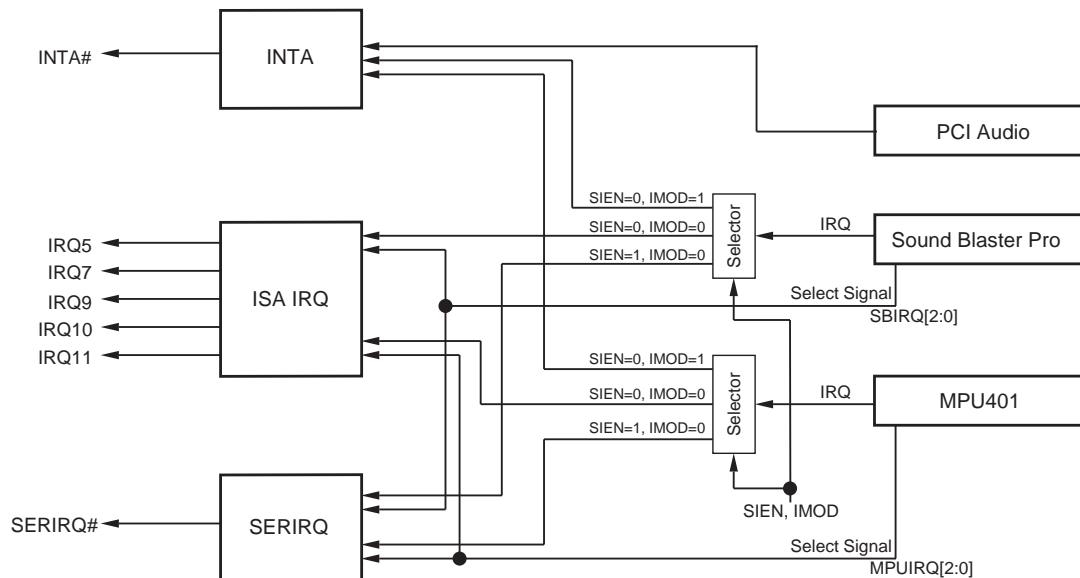 INTA#
INTA
PCI Audio
SIEN=0, IMOD=1
SIEN=0, IMOD=0
SIEN=1, IMOD=0
Selector
IRQ
Sound Blaster Pro
Select Signal
SBIRQ[2:0]
IRQ5
IRQ7
IRQ9
IRQ10
IRQ11
ISA IRQ
SIEN=0, IMOD=1
SIEN=0, IMOD=0
SIEN=1, IMOD=0
Selector
IRQ
MPU401
SIEN, IMOD
SERIRQ#
SERIRQ
Select Signal
MPUIRQ[2:0]